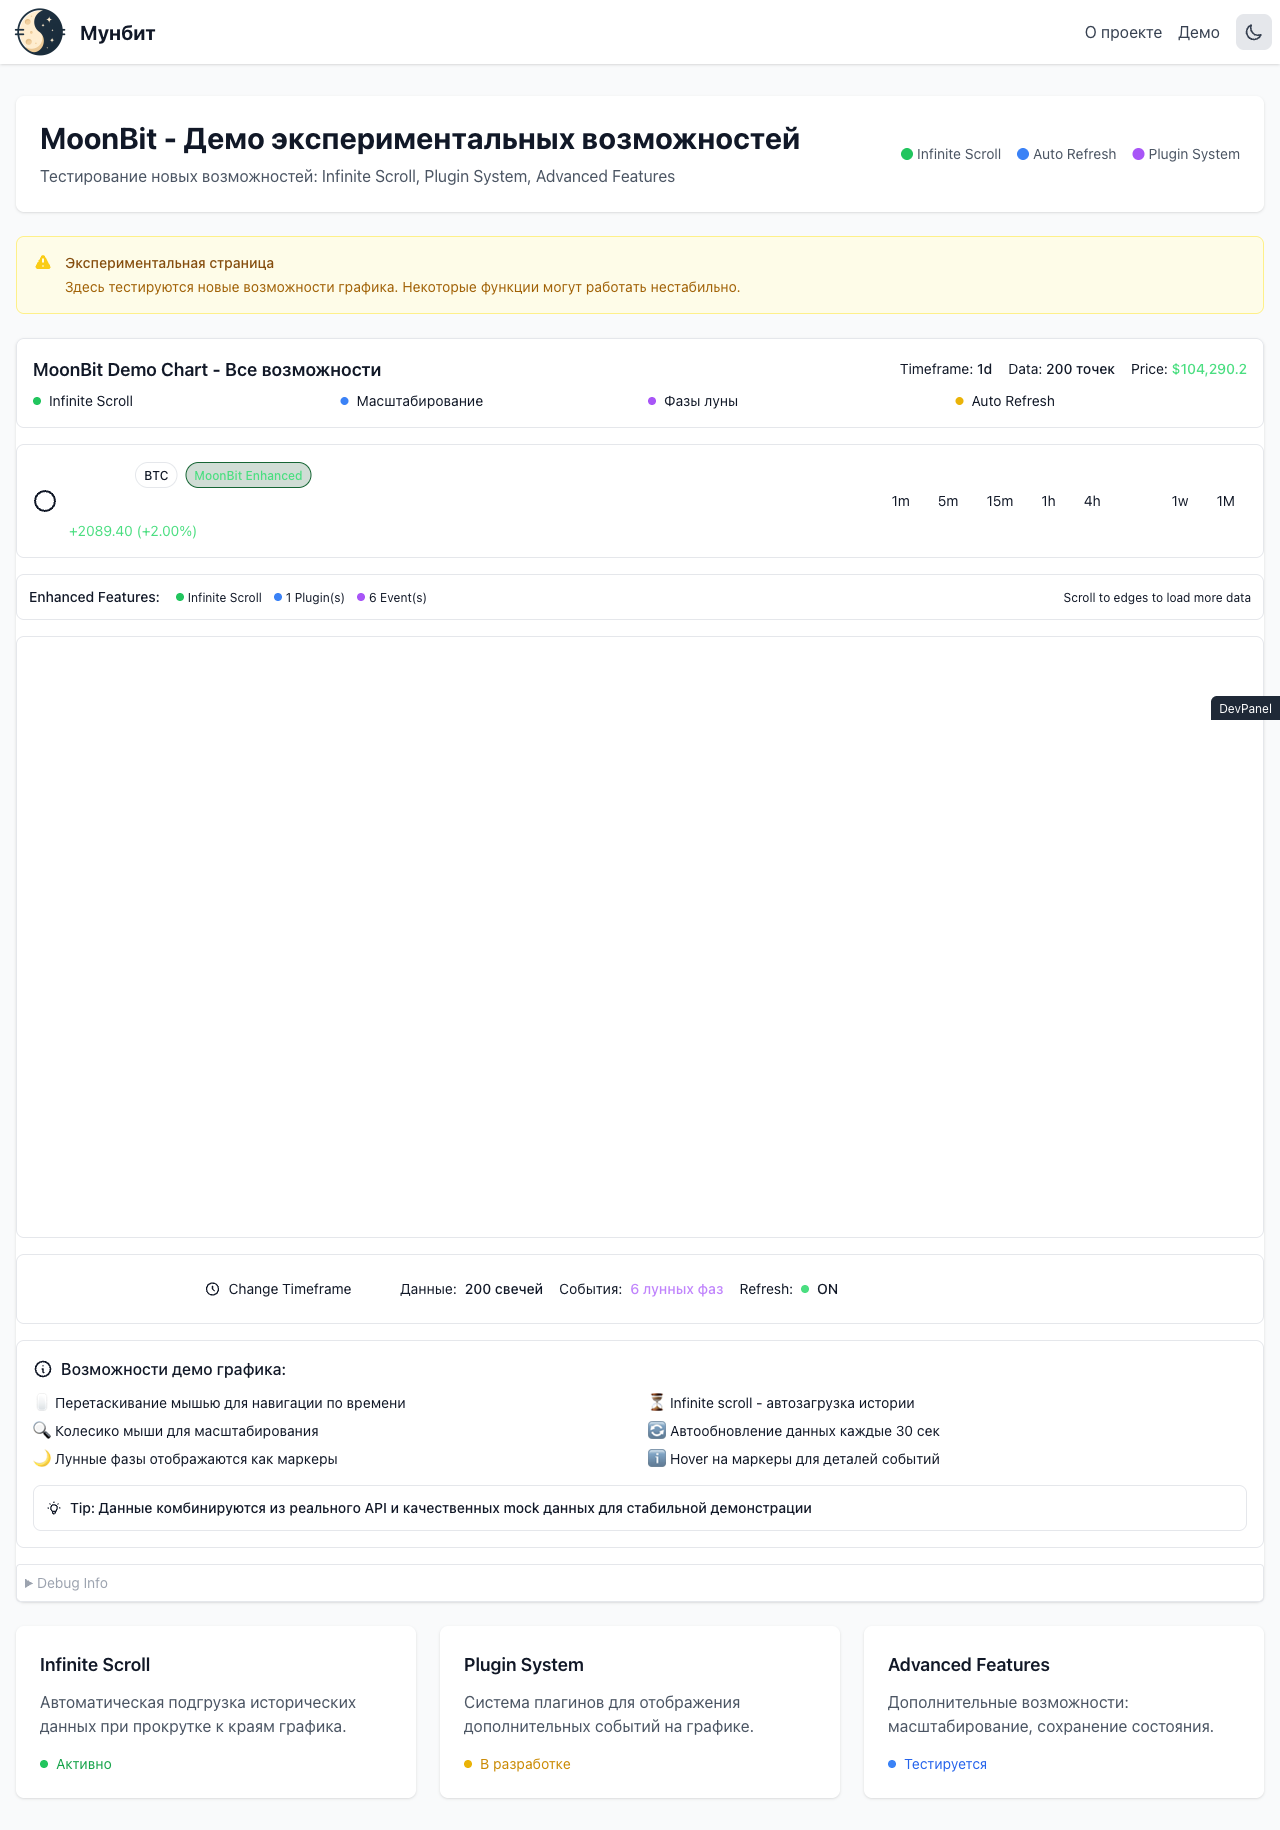 Мунбит
О проекте Демо
MoonBit - Демо экспериментальных возможностей
Тестирование новых возможностей: Infinite Scroll, Plugin System, Advanced Features
Infinite Scroll Auto Refresh Plugin System
Экспериментальная страница
Здесь тестируются новые возможности графика. Некоторые функции могут работать нестабильно.
MoonBit Demo Chart - Все возможности
Timeframe: 1d Data: 200 точек Price: $104,290.2
Infinite Scroll Масштабирование Фазы луны Auto Refresh
BTC MoonBit Enhanced
1m 5m 15m 1h 4h 1w 1M
+2089.40 (+2.00%)
Enhanced Features: Infinite Scroll 1 Plugin(s) 6 Event(s)
Scroll to edges to load more data
DevPanel
Change Timeframe Данные: 200 свечей События: 6 лунных фаз Refresh: ON
Возможности демо графика:
Перетаскивание мышью для навигации по времени
Infinite scroll - автозагрузка истории
Колесико мыши для масштабирования
Автообновление данных каждые 30 сек
Лунные фазы отображаются как маркеры
Hover на маркеры для деталей событий
Tip: Данные комбинируются из реального API и качественных mock данных для стабильной демонстрации
Debug Info
Infinite Scroll
Автоматическая подгрузка исторических
данных при прокрутке к краям графика.
Активно
Plugin System
Система плагинов для отображения
дополнительных событий на графике.
В разработке
Advanced Features
Дополнительные возможности:
масштабирование, сохранение состояния.
Тестируется